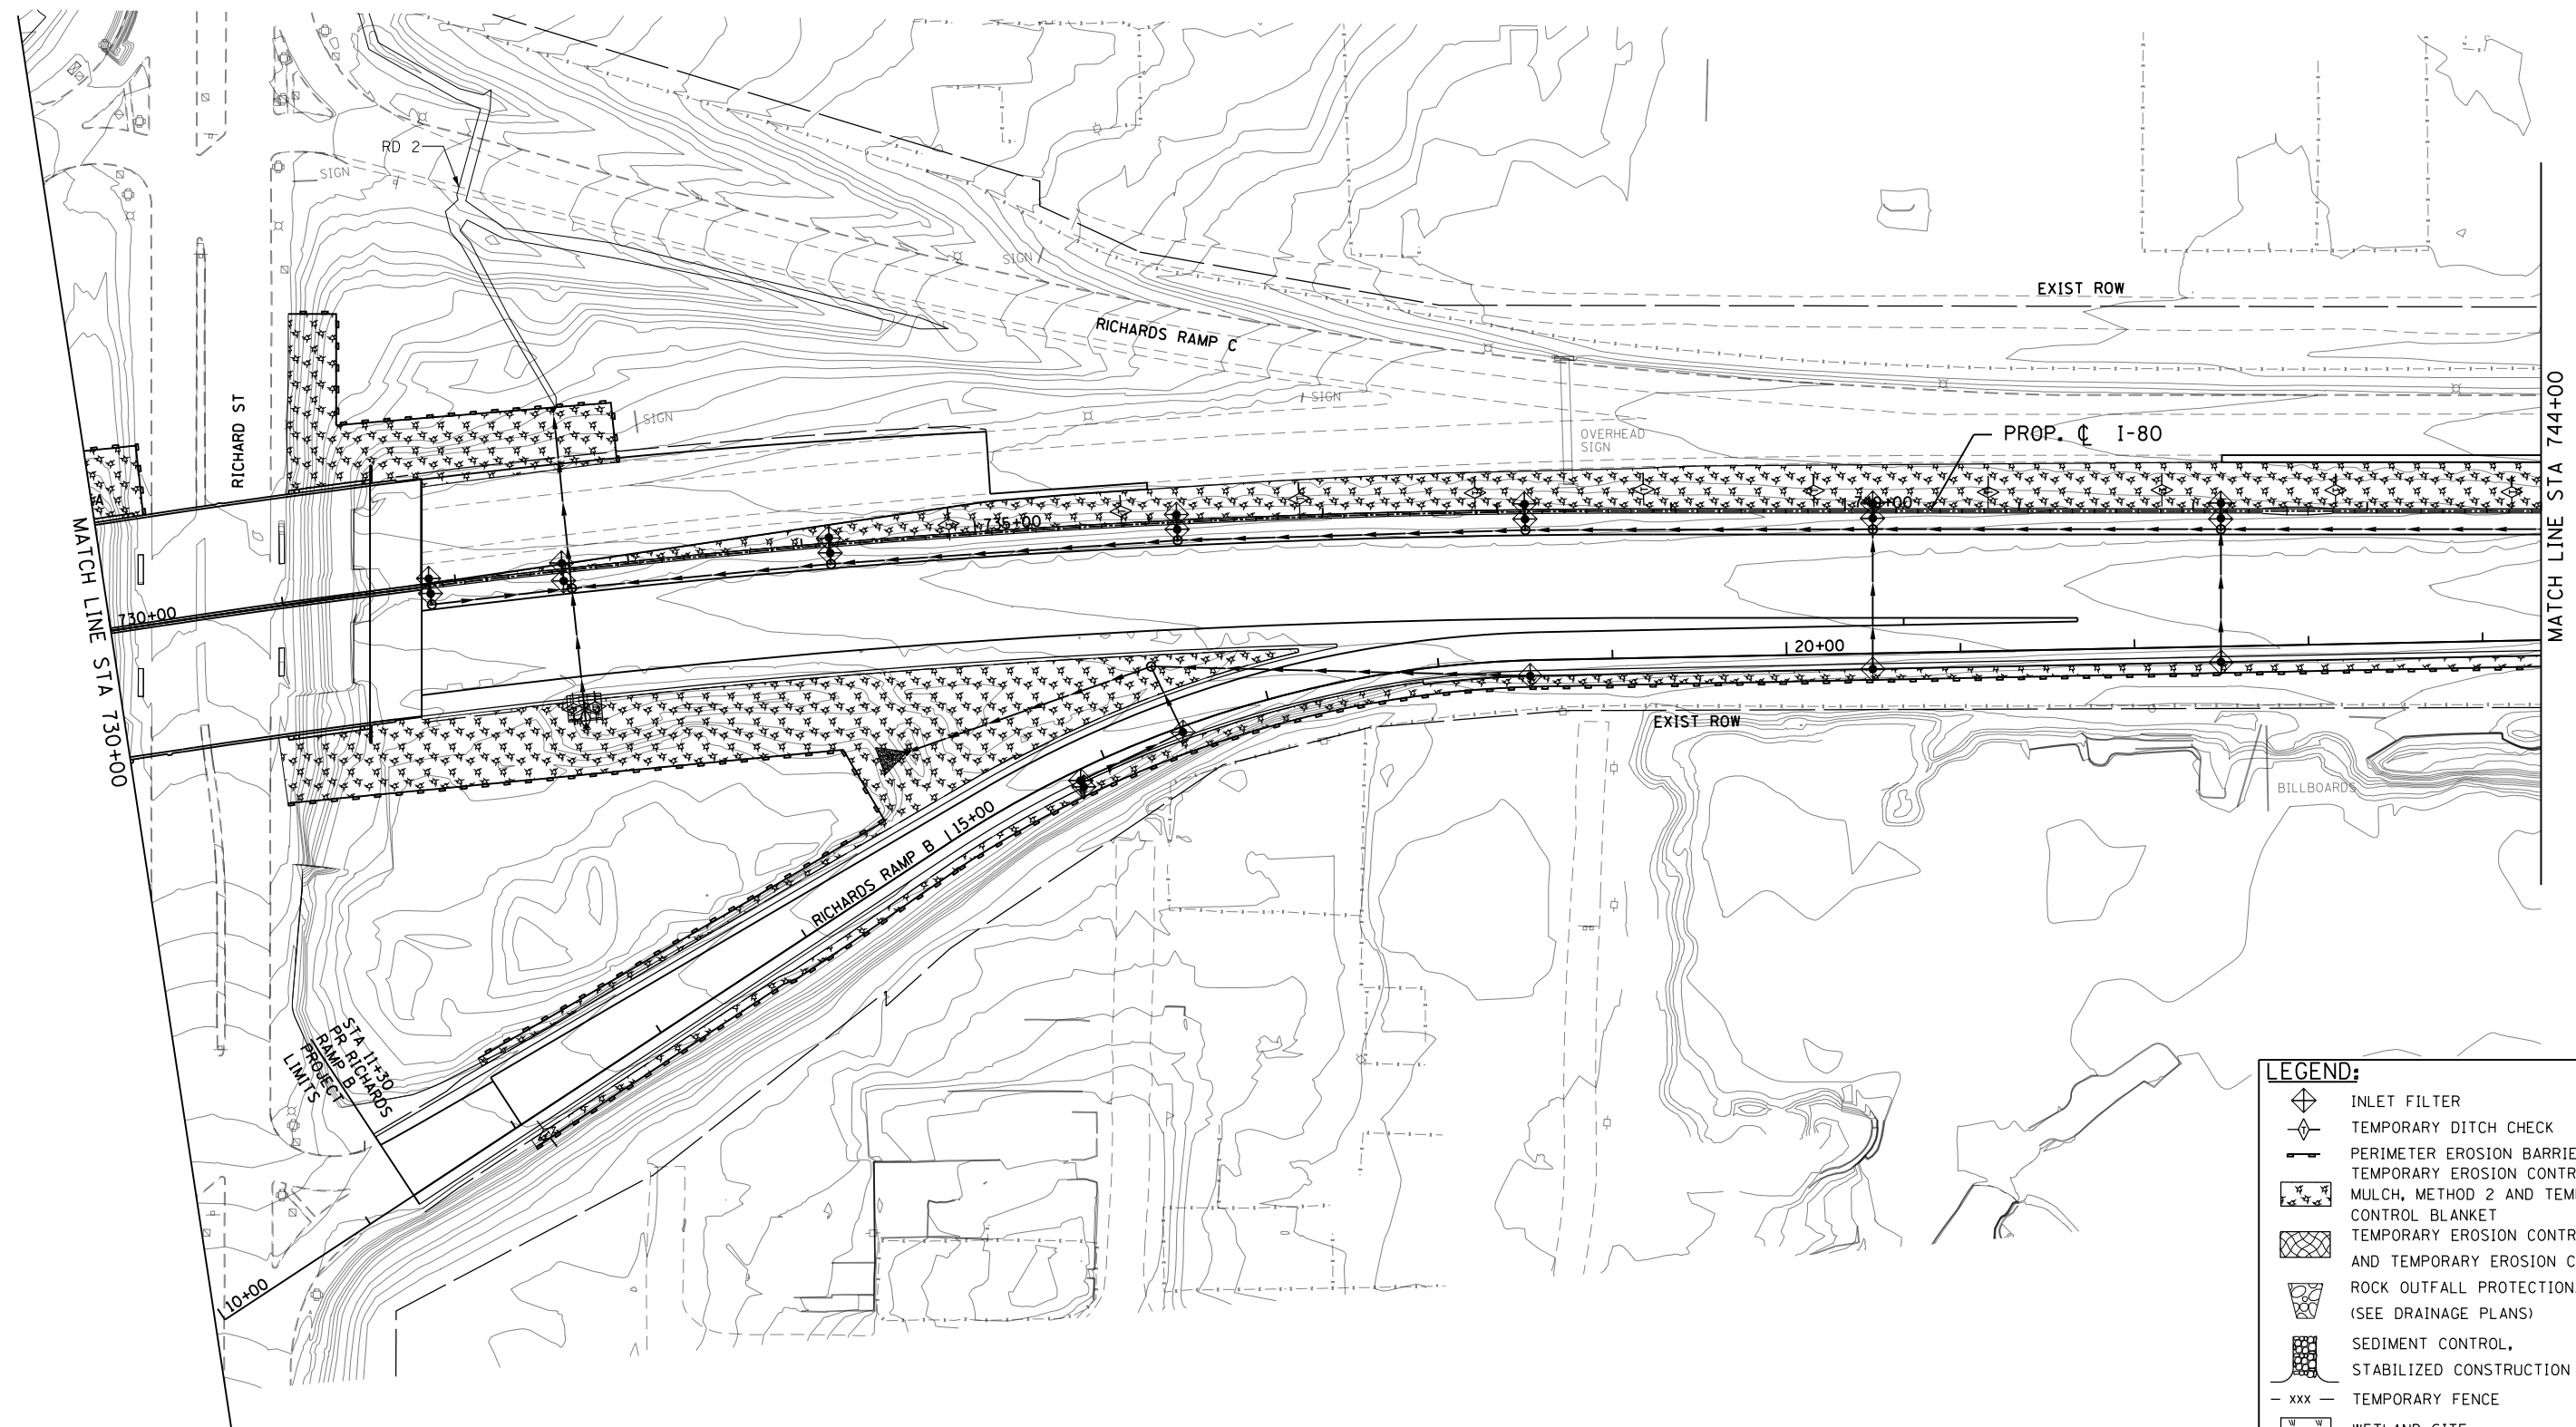 RD 2
SIGN
SIGN
EXIST ROW
RICHARDS RAMP C
RICHARD ST
SIGN
SIGN
OVERHEAD
SIGN
PROP. ℄ I-80
MATCH LINE STA 744+00
735+00
740+00
MATCH LINE STA 730+00
730+00
20+00
EXIST ROW
BILLBOARDS
15+00
RICHARDS RAMP B
STA 11+30
PR RICHARDS
RAMP B
PROJECT
LIMITS
10+00
LEGEND:
INLET FILTER
TEMPORARY DITCH CHECK
PERIMETER EROSION BARRIE
TEMPORARY EROSION CONTR
MULCH, METHOD 2 AND TEM
CONTROL BLANKET
TEMPORARY EROSION CONTR
AND TEMPORARY EROSION C
ROCK OUTFALL PROTECTION
(SEE DRAINAGE PLANS)
SEDIMENT CONTROL,
STABILIZED CONSTRUCTION
- xxx - TEMPORARY FENCE
WETLAND SITE